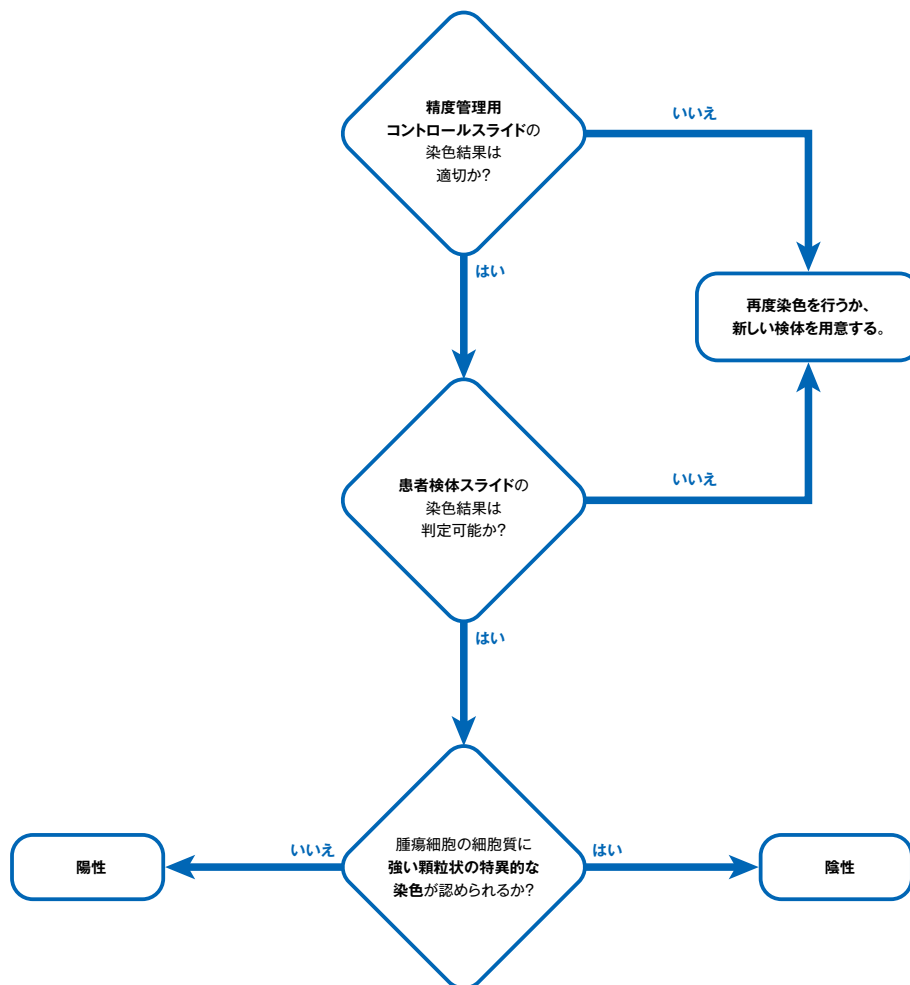 精度管理用
コントロールスライドの
染色結果は
適切か?
いいえ
はい
再度染色を行うか、
新しい検体を用意する。
患者検体スライドの
染色結果は
判定可能か?
いいえ
はい
陽性
いいえ
腫瘍細胞の細胞質に
強い顆粒状の特異的な
染色が認められるか?
はい
陰性